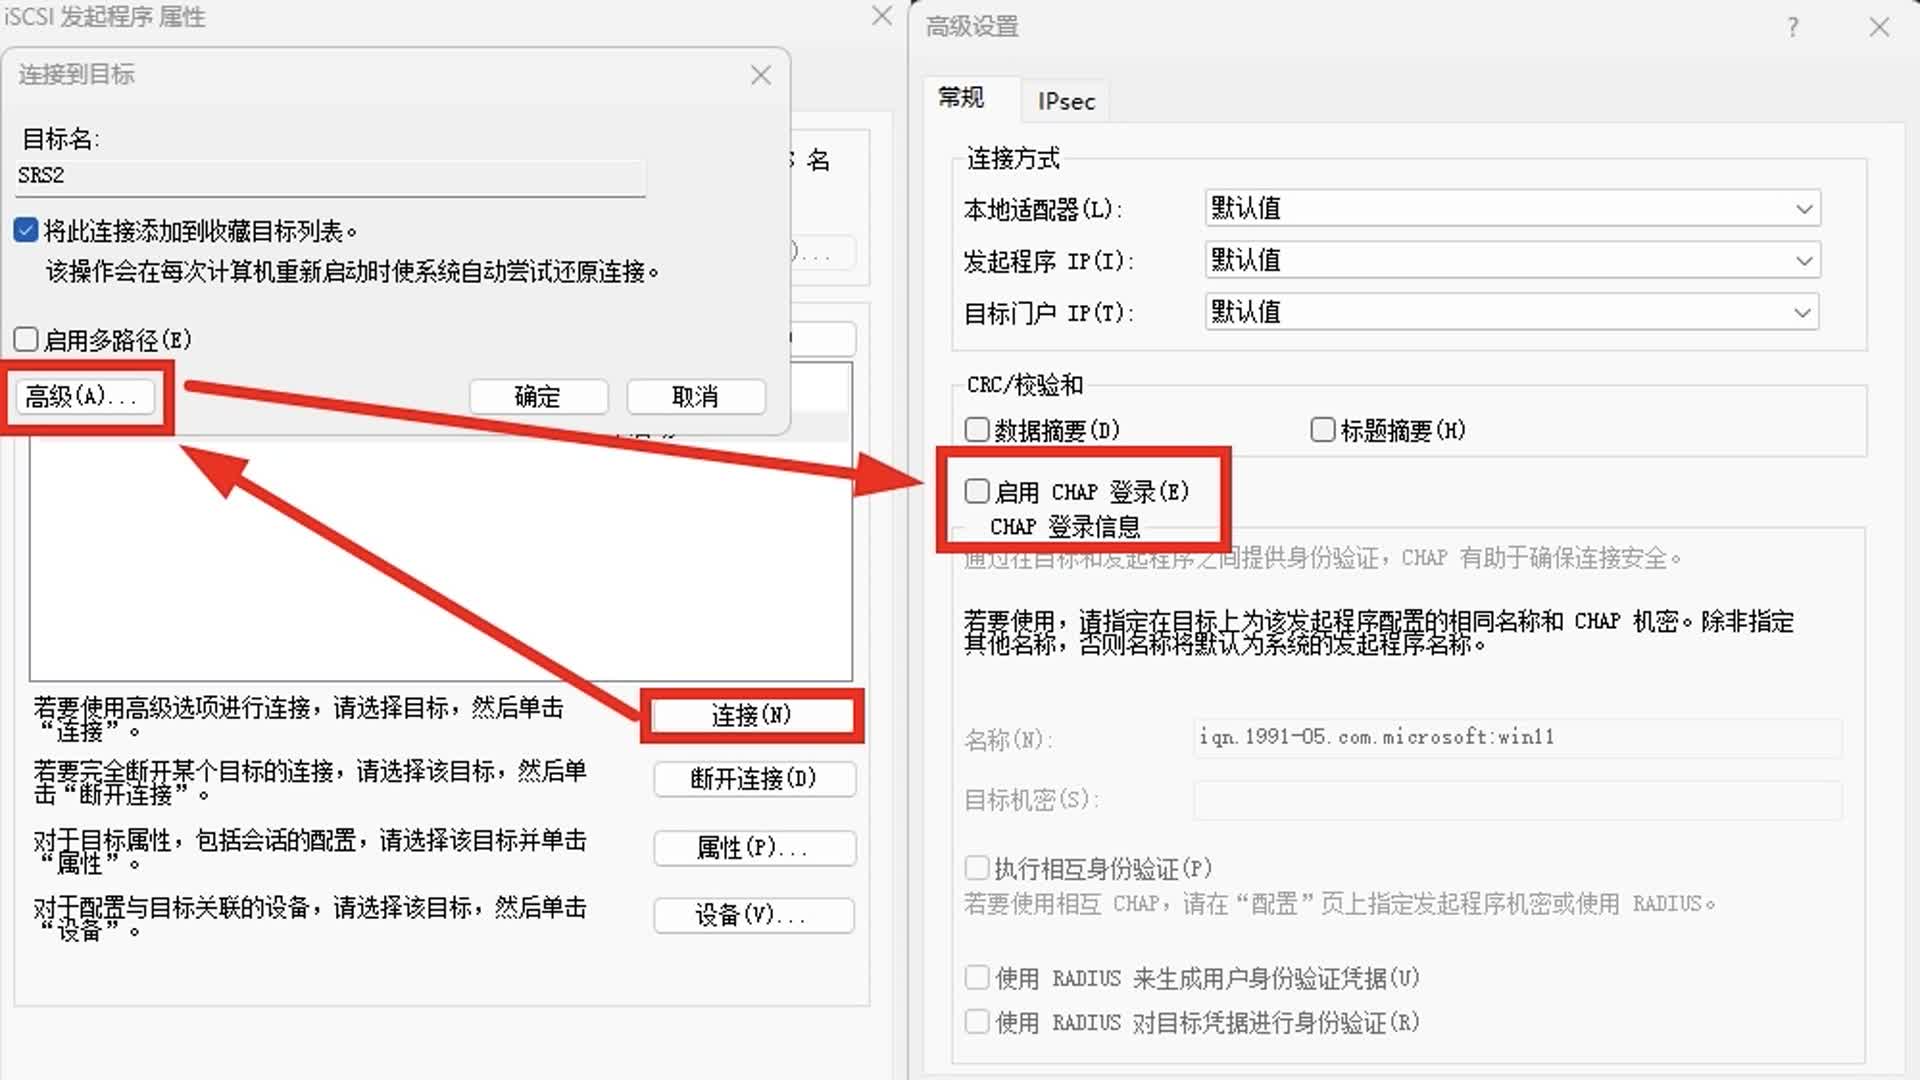 iSCSI 发起程序 属性
连接到目标
目标名:
SRS2
将此连接添加到收藏目标列表。
该操作会在每次计算机重新启动时使系统自动尝试还原连接。
启用多路径(E)
高级(A)...
确定
取消
名
)...
若要使用高级选项进行连接，请选择目标，然后单击
“连接”。
连接(N)
若要完全断开某个目标的连接，请选择该目标，然后单
击“断开连接”。
断开连接(D)
对于目标属性，包括会话的配置，请选择该目标并单击
“属性”。
属性(P)...
对于配置与目标关联的设备，请选择该目标，然后单击
“设备”。
设备(V)...
高级设置
?
常规
IPsec
连接方式
本地适配器(L):
默认值
发起程序 IP(I):
默认值
目标门户 IP(T):
默认值
CRC/校验和
数据摘要(D)
标题摘要(H)
启用 CHAP 登录(E)
CHAP 登录信息
通过在目标和发起程序之间提供身份验证，CHAP 有助于确保连接安全。
若要使用，请指定在目标上为该发起程序配置的相同名称和 CHAP 机密。除非指定
其他名称，否则名称将默认为系统的发起程序名称。
名称(N):
iqn.1991-05.com.microsoft:win11
目标机密(S):
执行相互身份验证(P)
若要使用相互 CHAP，请在“配置”页上指定发起程序机密或使用 RADIUS。
使用 RADIUS 来生成用户身份验证凭据(U)
使用 RADIUS 对目标凭据进行身份验证(R)